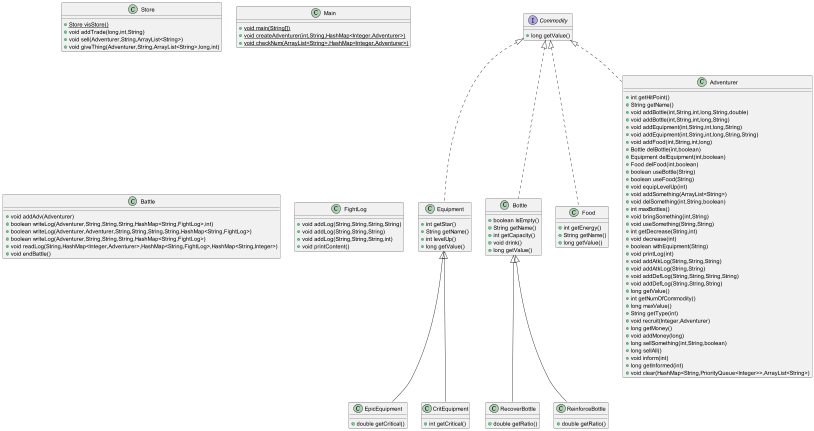 C Store
Store visStore()
void addTrade(long,int,String)
void sell(Adventurer,String,ArrayList<String>)
void giveThing(Adventurer,String,ArrayList<String>,long,int)
C Main
void main(String[])
void createAdventurer(int,String,HashMap<Integer,Adventurer>)
void checkNum(ArrayList<String>,HashMap<Integer,Adventurer>)
I Commodity
long getValue()
C Adventurer
int getHitPoint()
String getName()
void addBottle(int,String,int,long,String,double)
void addBottle(int,String,int,long,String)
void addEquipment(int,String,int,long,String)
void addEquipment(int,String,int,long,String,String)
void addFood(int,String,int,long)
Bottle delBottle(int,boolean)
Equipment delEquipment(int,boolean)
Food delFood(int,boolean)
boolean useBottle(String)
boolean useFood(String)
void equipLevelUp(int)
void addSomething(ArrayList<String>)
void delSomething(int,String,boolean)
int maxBottles()
void bringSomething(int,String)
void useSomething(String,String)
int getDecrease(String,int)
void decrease(int)
boolean withEquipment(String)
void printLog(int)
void addAtkLog(String,String,String)
void addAtkLog(String,String)
void addDefLog(String,String,String,String)
void addDefLog(String,String,String)
long getValue()
int getNumOfCommodity()
long maxValue()
String getType(int)
void recruit(Integer,Adventurer)
long getMoney()
void addMoney(long)
long sellSomething(int,String,boolean)
long sellAll()
void inform(int)
long getInformed(int)
void clear(HashMap<String,PriorityQueue<Integer>>,ArrayList<String>)
C Battle
void addAdv(Adventurer)
boolean writeLog(Adventurer,String,String,String,HashMap<String,FightLog>,int)
boolean writeLog(Adventurer,Adventurer,String,String,String,String,HashMap<String,FightLog>)
boolean writeLog(Adventurer,String,String,String,HashMap<String,FightLog>)
void readLog(String,HashMap<Integer,Adventurer>,HashMap<String,FightLog>,HashMap<String,Integer>)
void endBattle()
C FightLog
void addLog(String,String,String,String)
void addLog(String,String,String)
void addLog(String,String,String,int)
void printContent()
C Equipment
int getStar()
String getName()
int levelUp()
long getValue()
C Bottle
boolean isEmpty()
String getName()
int getCapacity()
void drink()
long getValue()
C Food
int getEnergy()
String getName()
long getValue()
C EpicEquipment
double getCritical()
C CritEquipment
int getCritical()
C RecoverBottle
double getRatio()
C ReinforceBottle
double getRatio()